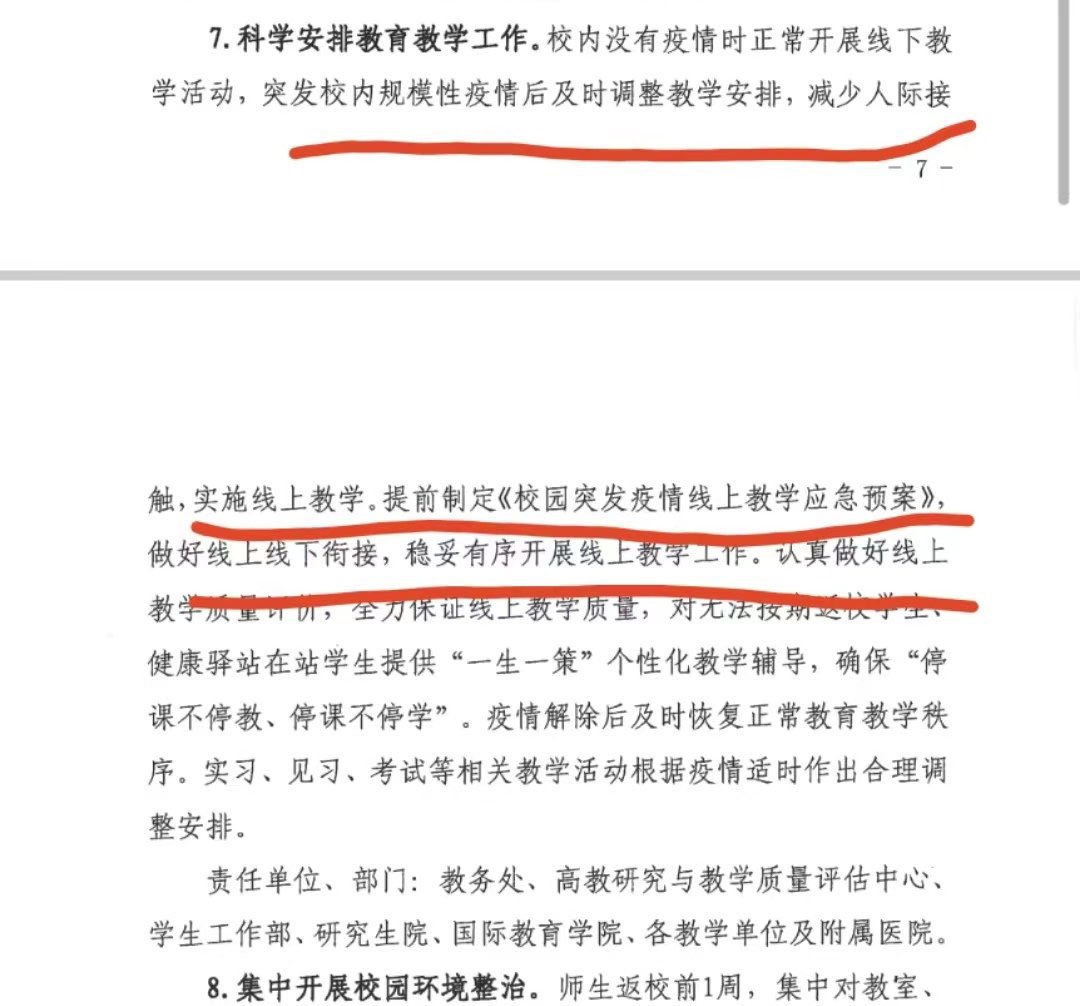 7. 科学安排教育教学工作。校内没有疫情时正常开展线下教
学活动，突发校内规模性疫情后及时调整教学安排，减少人际接
－ 7 －
触，实施线上教学。提前制定《校园突发疫情线上教学应急预案》，
做好线上线下衔接，稳妥有序开展线上教学工作。认真做好线上
教学质量评价，全力保证线上教学质量，对无法按期返校学生、
健康驿站在站学生提供“一生一策”个性化教学辅导，确保“停
课不停教、停课不停学”。疫情解除后及时恢复正常教育教学秩
序。实习、见习、考试等相关教学活动根据疫情适时作出合理调
整安排。
责任单位、部门：教务处、高教研究与教学质量评估中心、
学生工作部、研究生院、国际教育学院、各教学单位及附属医院。
8. 集中开展校园环境整治。师生返校前1周，集中对教室、